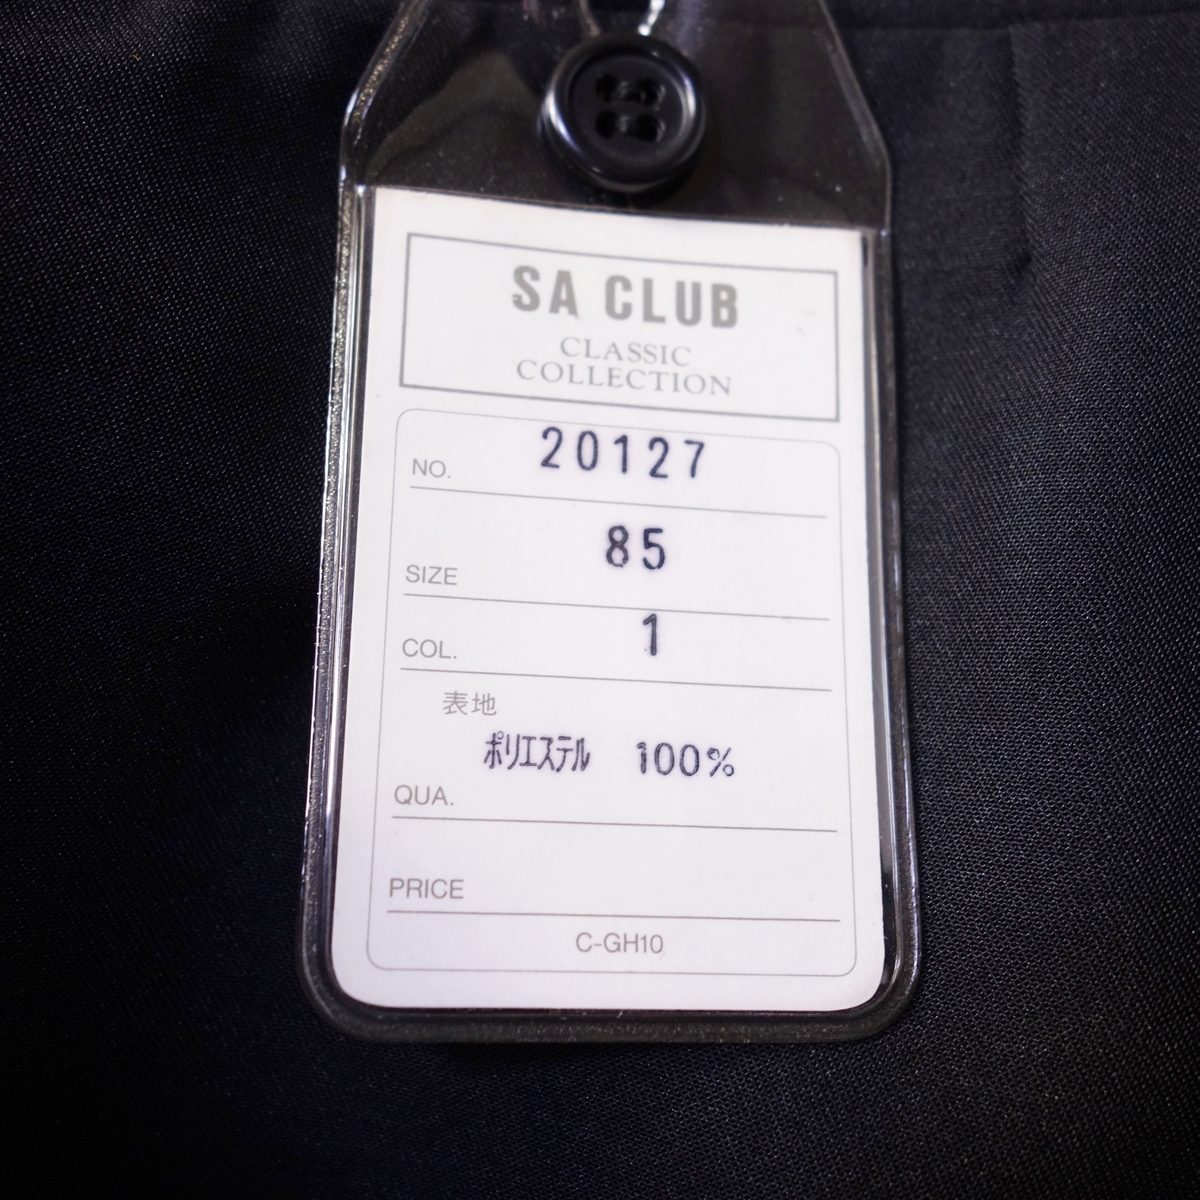 SA CLUB
CLASSIC
COLLECTION
NO. 20127
SIZE 85
COL. 1
表地
ポリエステル 100%
QUA.
PRICE
C-GH10